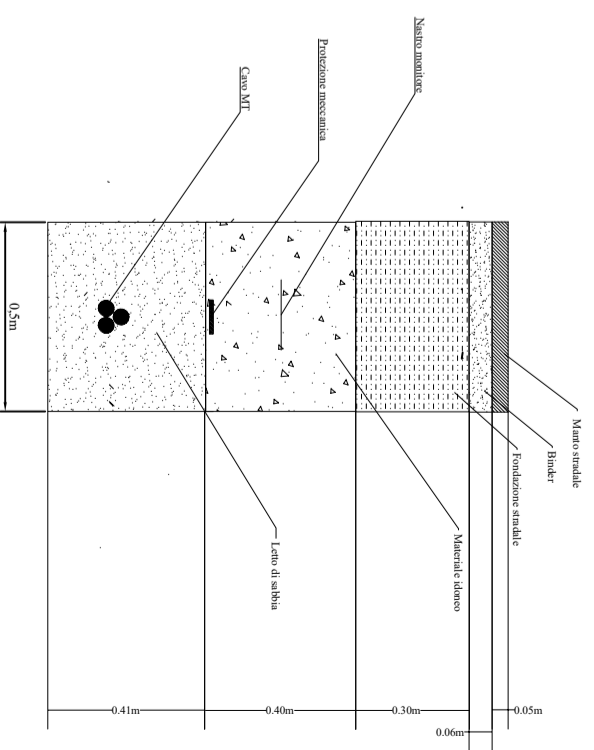 Nastro monitore
Protezione meccanica
Cavo MT
Manto stradale
Binder
Fondazione stradale
Materiale idoneo
Letto di sabbia
0,5m
0.41m
0.40m
0.30m
0.06m
0.05m